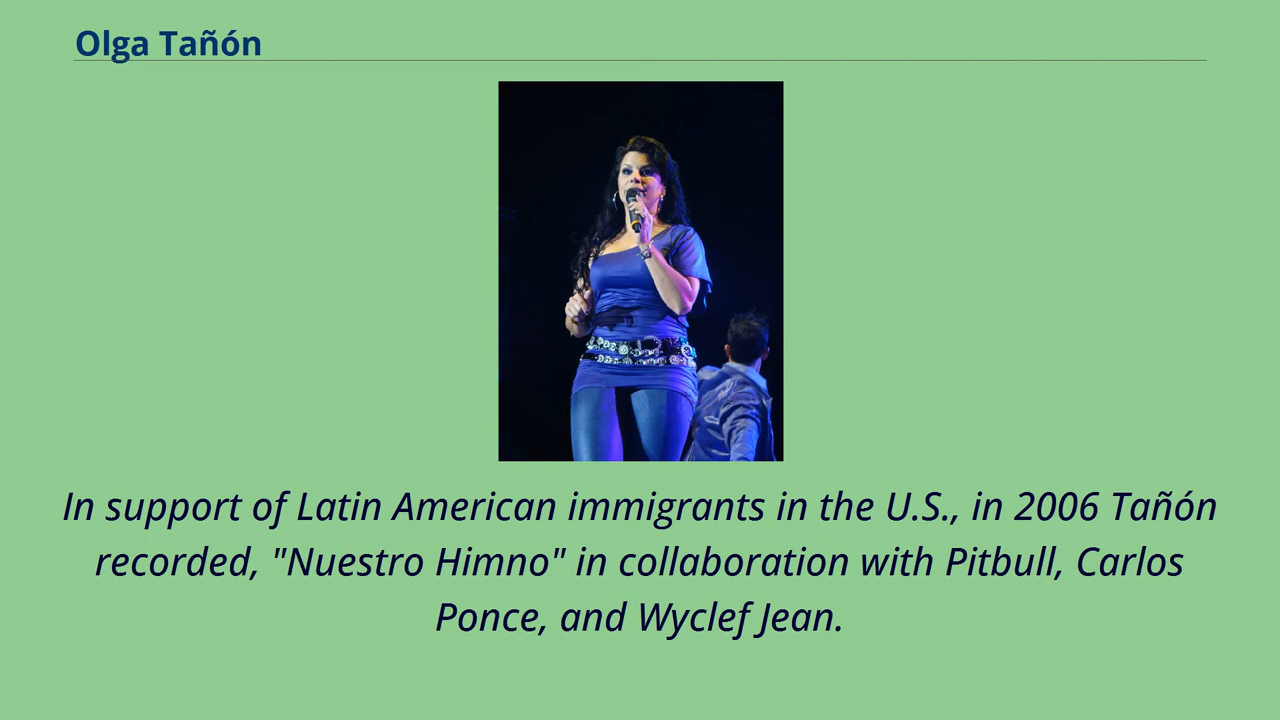 Olga Tañón
In support of Latin American immigrants in the U.S., in 2006 Tañón
recorded, "Nuestro Himno" in collaboration with Pitbull, Carlos
Ponce, and Wyclef Jean.